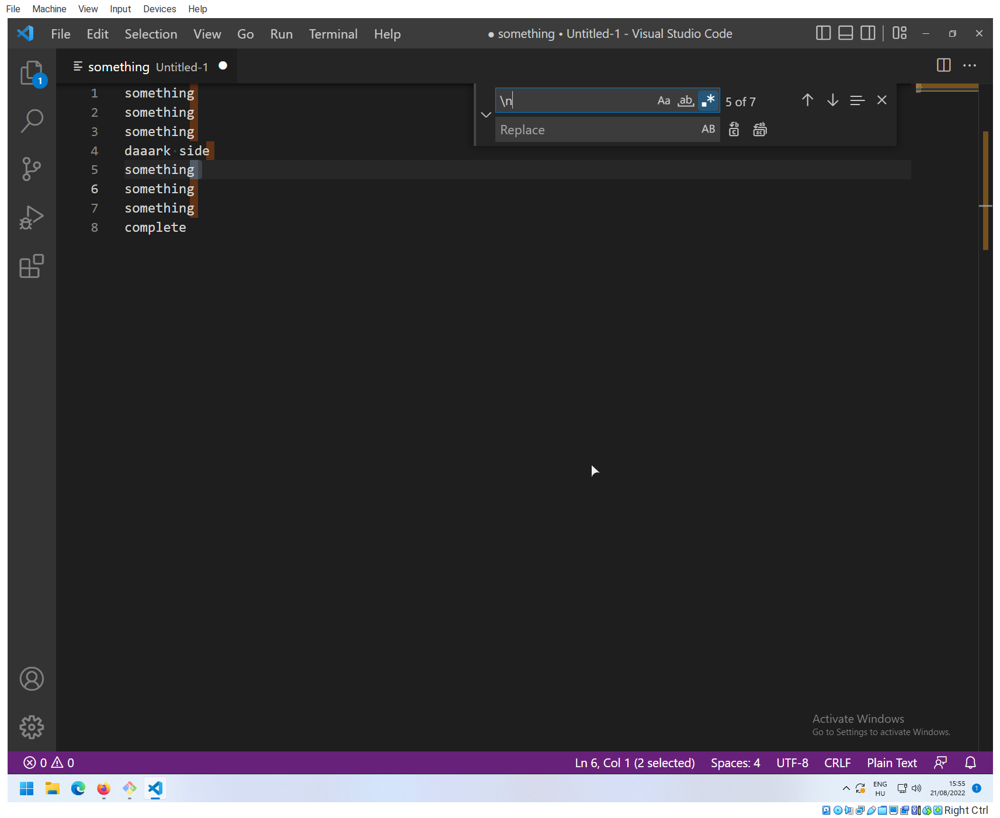 File Machine View Input Devices Help
File Edit Selection View Go Run Terminal Help ● something • Untitled-1 - Visual Studio Code
1
something Untitled-1
1 something
2 something
3 something
4 daaark·side
5 something
6 something
7 something
8 complete
\n Aa ab 5 of 7
Replace AB
Activate Windows
Go to Settings to activate Windows.
0 0 Ln 6, Col 1 (2 selected) Spaces: 4 UTF-8 CRLF Plain Text
ENG
HU
15:55
21/08/2022
1
Right Ctrl